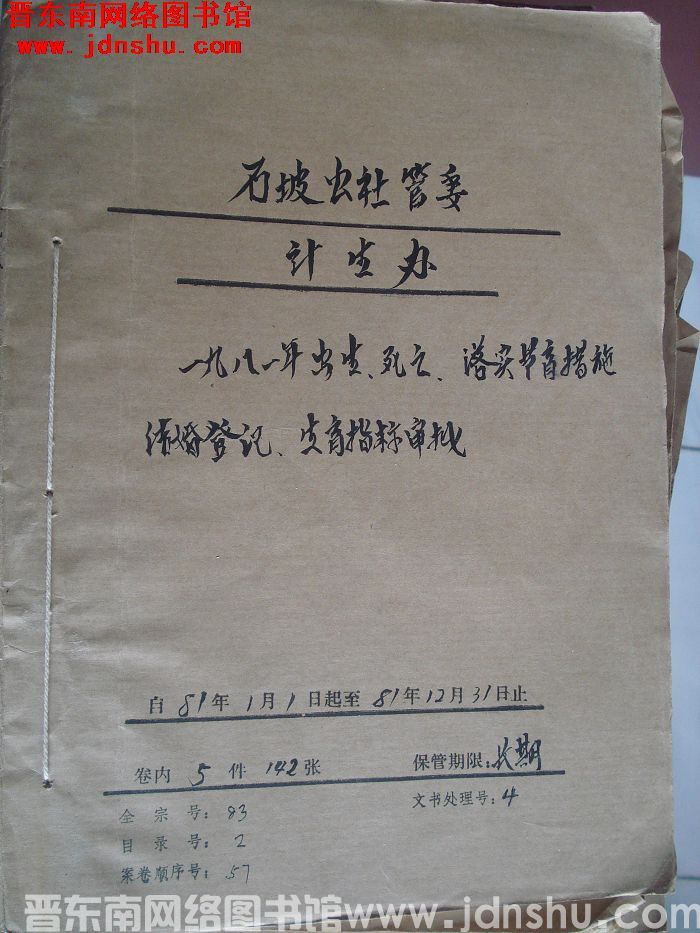 晋东南网络图书馆
www.jdnshu.com
石坡公社管委
计生办
一九八一年出生、死亡、落实节育措施
结婚登记、生育指标审批
自81年1月1日起至81年12月31日止
卷内5件142张 保管期限:长期
全宗号:83 文书处理号:4
目录号:2
案卷顺序号:57
晋东南网络图书馆 www.jdnshu.com